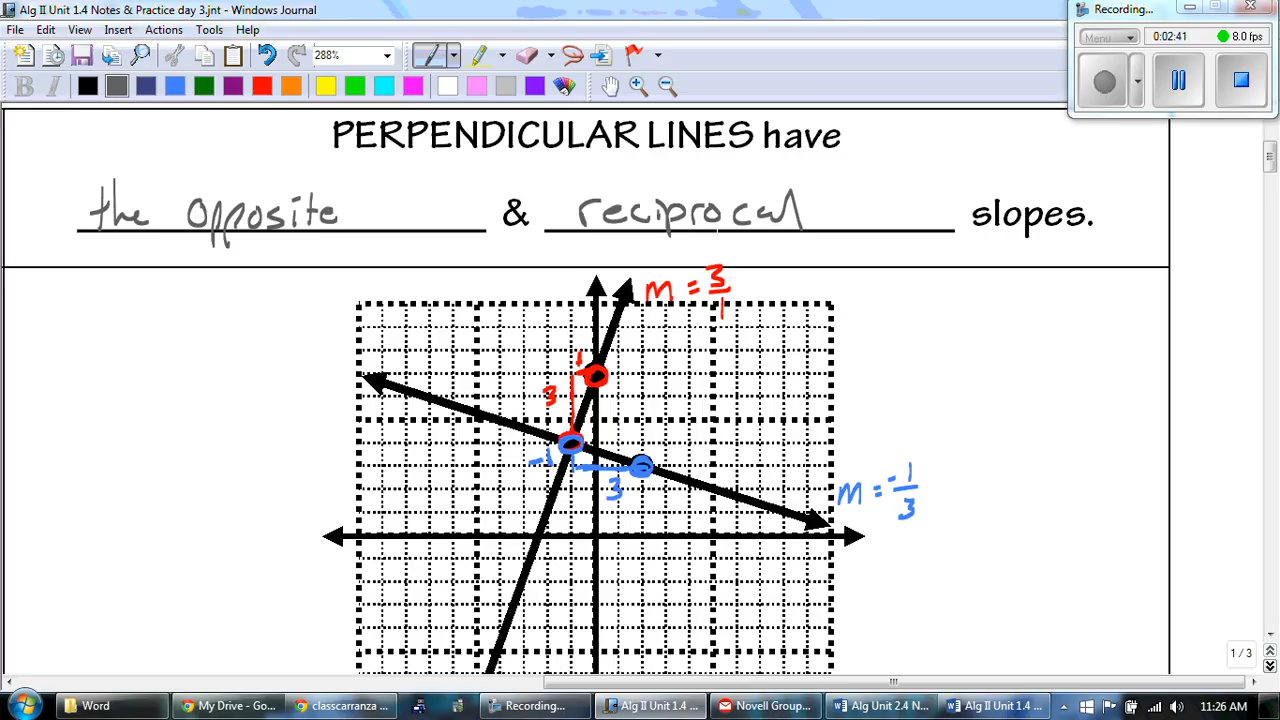 Alg II Unit 1.4 Notes & Practice day 3.jnt - Windows Journal
Recording...
File Edit View Insert Actions Tools Help
Menu
0:02:41
8.0 fps
288%
B I
PERPENDICULAR LINES have
the opposite & reciprocal slopes.
m = 3/1
1
3
-1
3
m = -1/3
1 / 3
Word
My Drive - Go...
classcarranza ...
Recording...
Alg II Unit 1.4 ...
Novell Group...
Alg Unit 2.4 N...
Alg II Unit 1.4 ...
11:26 AM